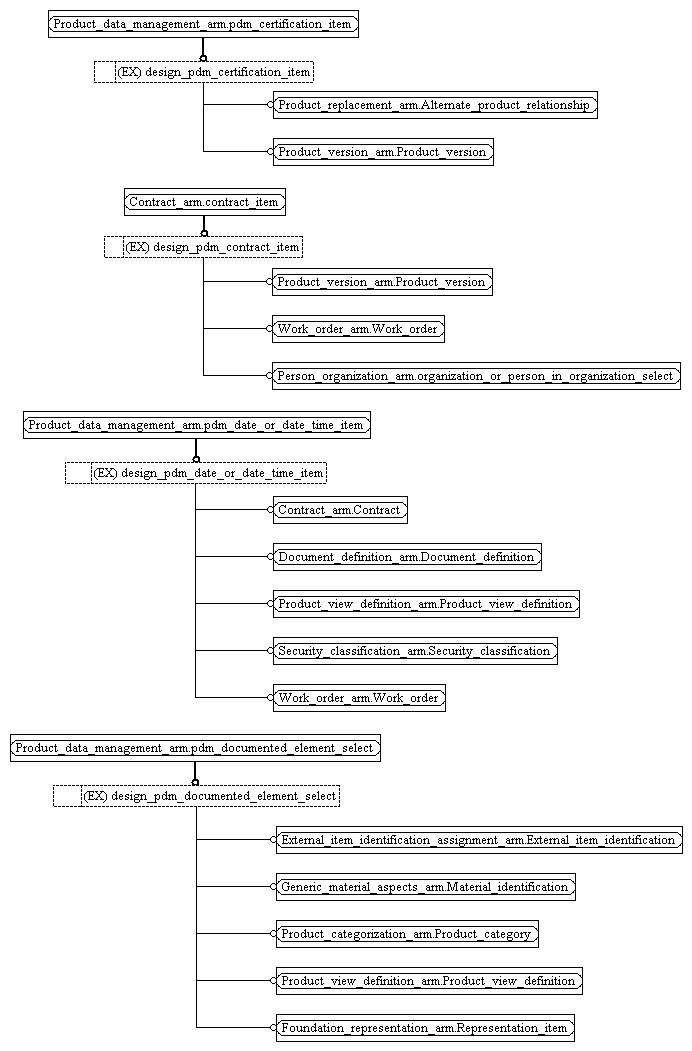 Product_data_management_arm.pdm_certification_item
(EX) design_pdm_certification_item
Product_replacement_arm.Alternate_product_relationship
Product_version_arm.Product_version
Contract_arm.contract_item
(EX) design_pdm_contract_item
Product_version_arm.Product_version
Work_order_arm.Work_order
Person_organization_arm.organization_or_person_in_organization_select
Product_data_management_arm.pdm_date_or_date_time_item
(EX) design_pdm_date_or_date_time_item
Contract_arm.Contract
Document_definition_arm.Document_definition
Product_view_definition_arm.Product_view_definition
Security_classification_arm.Security_classification
Work_order_arm.Work_order
Product_data_management_arm.pdm_documented_element_select
(EX) design_pdm_documented_element_select
External_item_identification_assignment_arm.External_item_identification
Generic_material_aspects_arm.Material_identification
Product_categorization_arm.Product_category
Product_view_definition_arm.Product_view_definition
Foundation_representation_arm.Representation_item